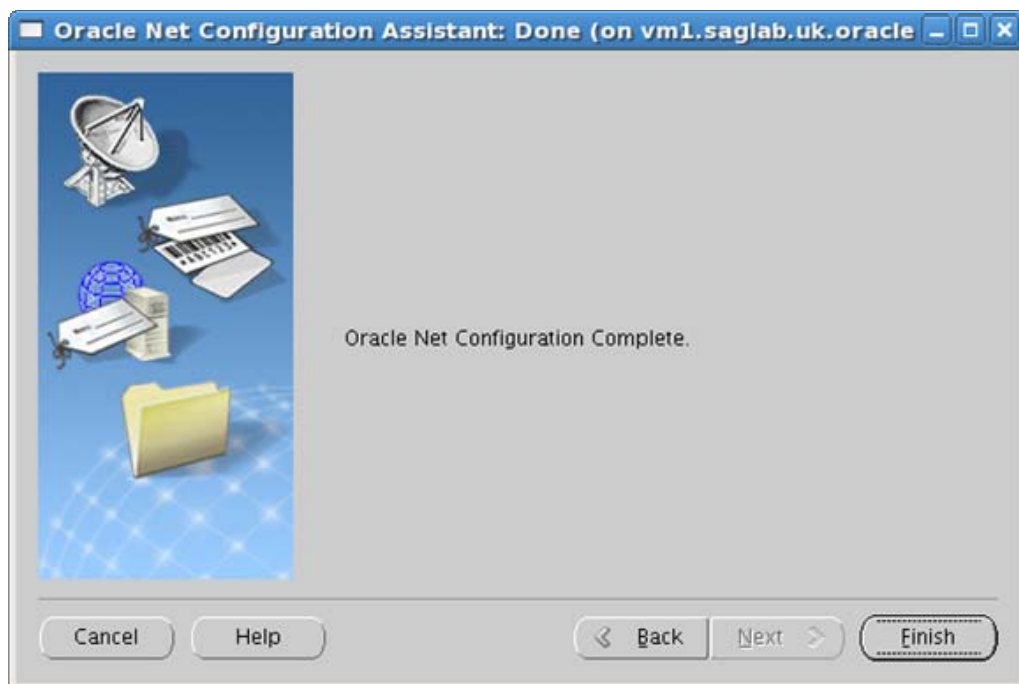 Oracle Net Configuration Assistant: Done (on vm1.saglab.uk.oracle
Oracle Net Configuration Complete.
Cancel
Help
Back
Next
Finish